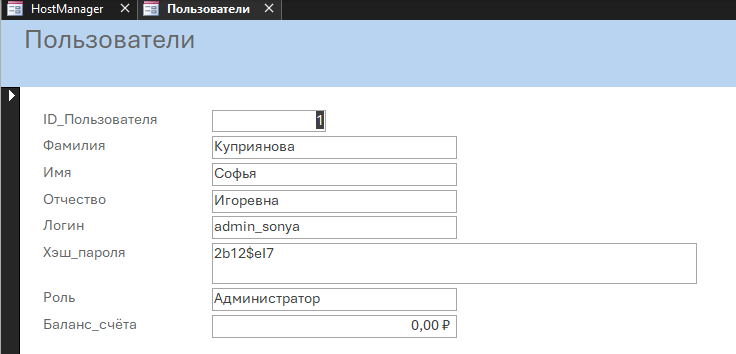 HostManager Пользователи
Пользователи
ID_Пользователя 1
Фамилия Куприянова
Имя Софья
Отчество Игоревна
Логин admin_sonya
Хэш_пароля 2b12$eI7
Роль Администратор
Баланс_счёта 0,00 ₽